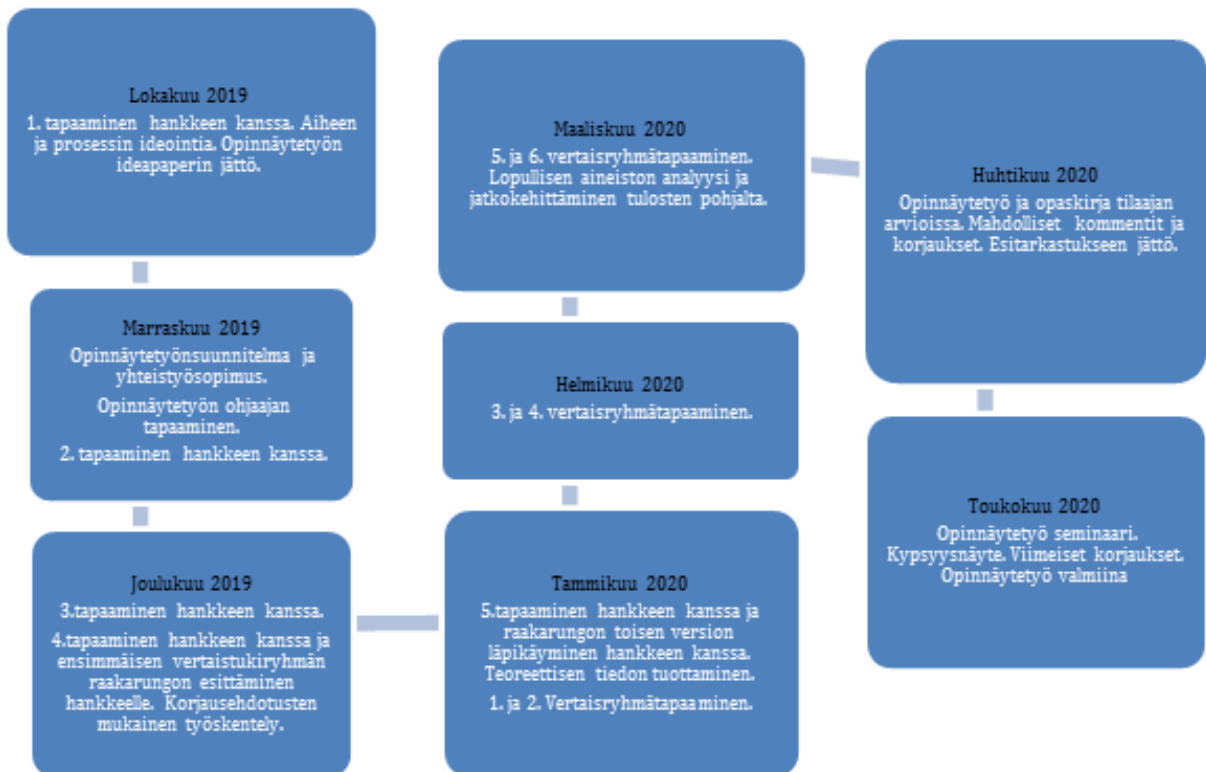 Lokakuu 2019
1. tapaaminen hankkeen kanssa. Aiheen
ja prosessin ideointia. Opinnäytetyön
ideapaperin jättö.
Marraskuu 2019
Opinnäytetyönsuunnitelma ja
yhteistyösopimus.
Opinnäytetyön ohjaajan
tapaaminen.
2. tapaaminen hankkeen kanssa.
Joulukuu 2019
3.tapaaminen hankkeen kanssa.
4.tapaaminen hankkeen kanssa ja
ensimmäisen vertaistukiryhmän
raakarungon esittäminen
hankkeelle. Korjausehdotusten
mukainen työskentely.
Tammikuu 2020
5.tapaaminen hankkeen kanssa ja
raakarungon toisen version
läpikäyminen hankkeen kanssa.
Teoreettisen tiedon tuottaminen.
1. ja 2. Vertaisryhmätapaaminen.
Helmikuu 2020
3. ja 4. vertaisryhmätapaaminen.
Maaliskuu 2020
5. ja 6. vertaisryhmätapaaminen.
Lopullisen aineiston analyysi ja
jatkokehittäminen tulosten pohjalta.
Huhtikuu 2020
Opinnäytetyö ja opaskirja tilaajan
arvioissa. Mahdolliset kommentit ja
korjaukset. Esitarkastukseen jättö.
Toukokuu 2020
Opinnäytetyö seminaari.
Kypsyysnäyte. Viimeiset korjaukset.
Opinnäytetyö valmiina